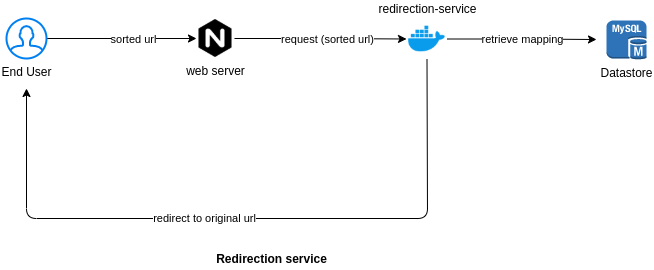 redirection-service
sorted url
request (sorted url)
retrieve mapping
MySQL
M
N
End User
web server
Datastore
redirect to original url
Redirection service